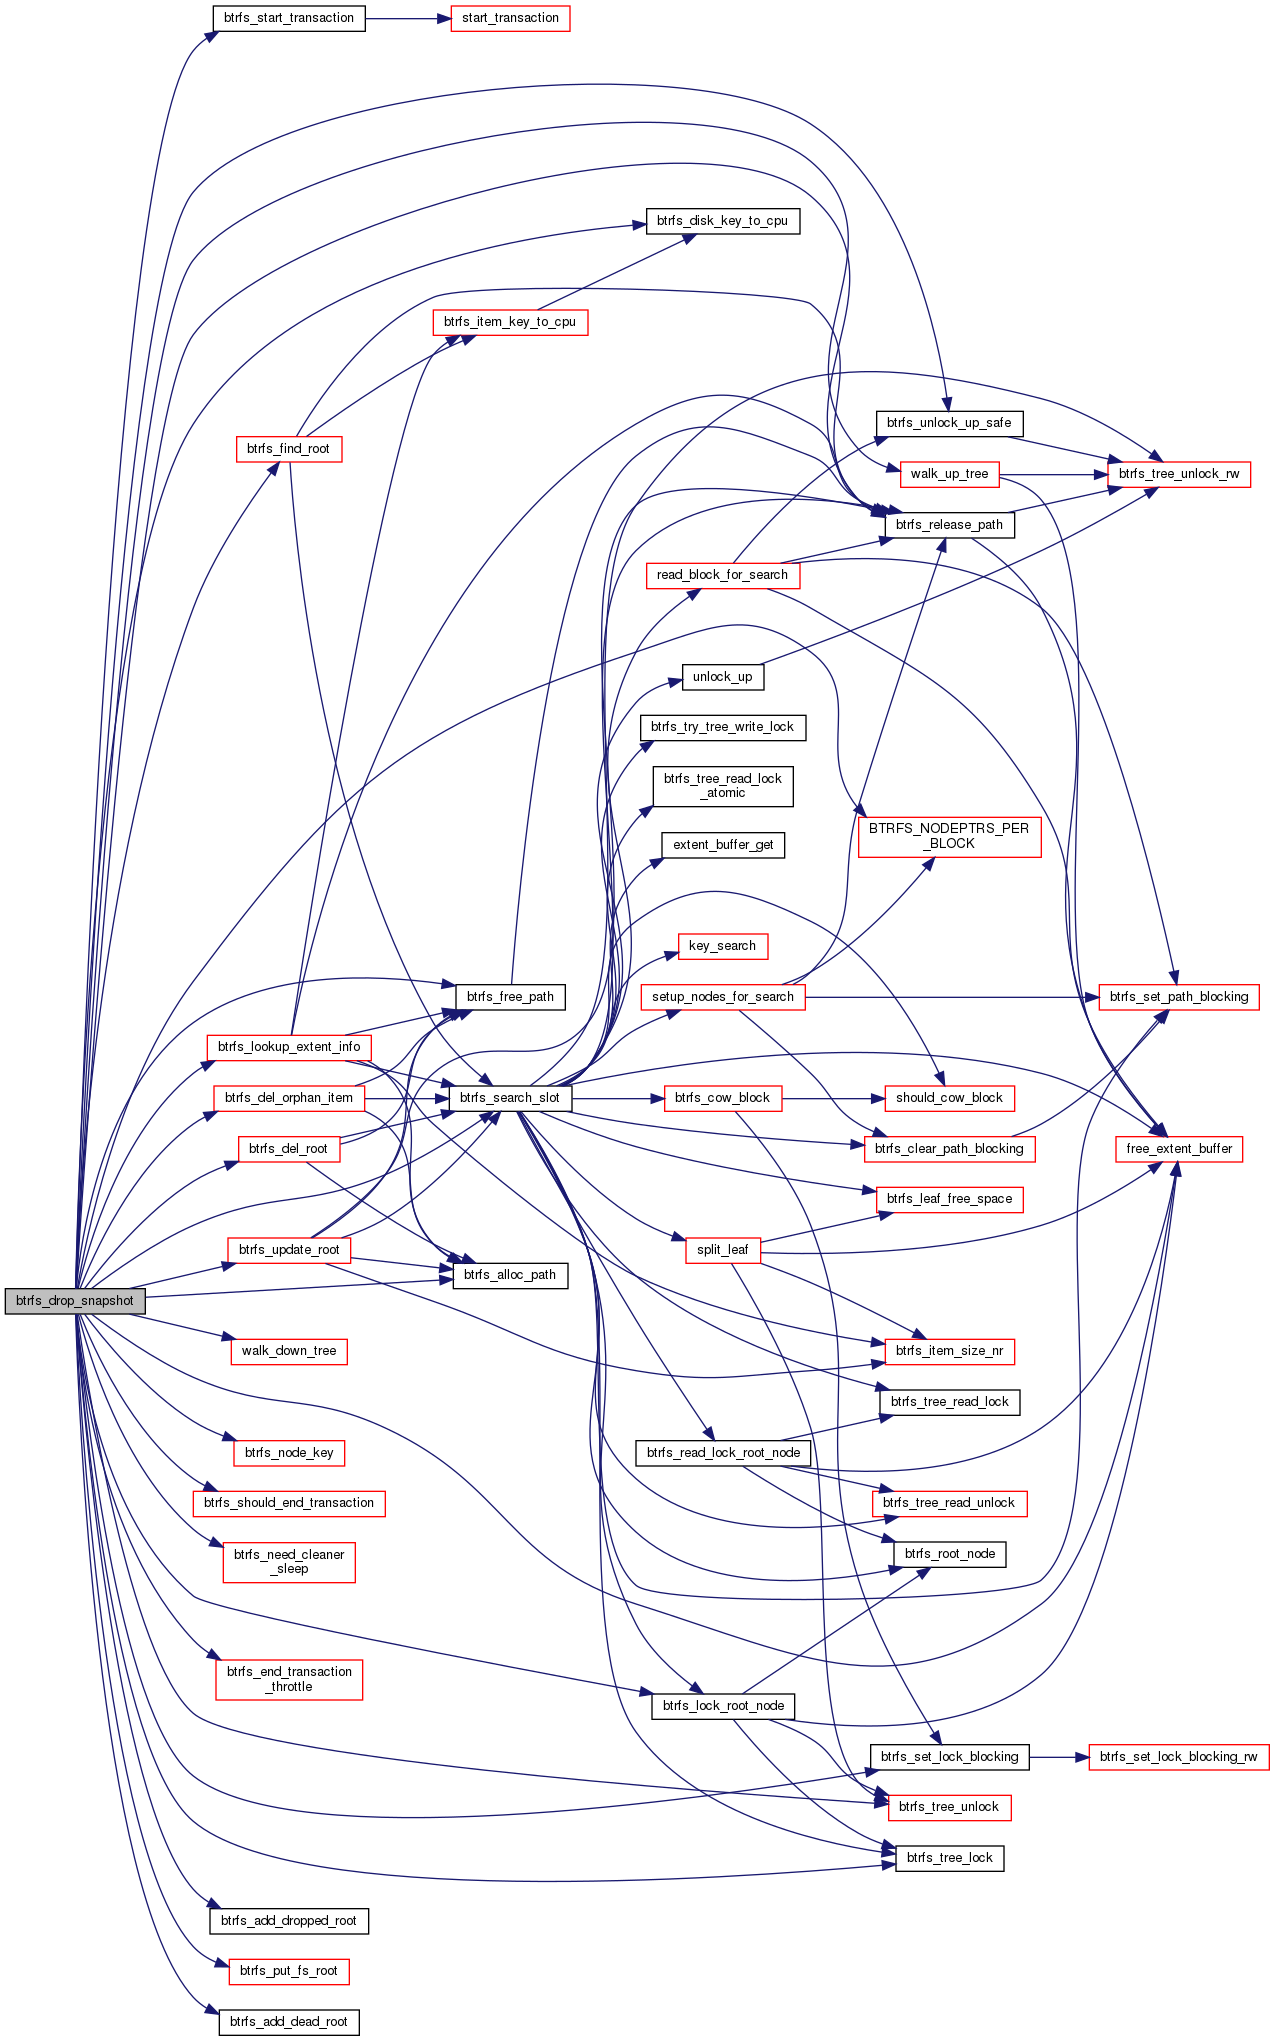 btrfs_start_transaction
start_transaction
btrfs_disk_key_to_cpu
btrfs_item_key_to_cpu
btrfs_find_root
btrfs_unlock_up_safe
walk_up_tree
btrfs_tree_unlock_rw
btrfs_release_path
read_block_for_search
unlock_up
btrfs_try_tree_write_lock
btrfs_tree_read_lock
_atomic
extent_buffer_get
BTRFS_NODEPTRS_PER
_BLOCK
key_search
btrfs_free_path
setup_nodes_for_search
btrfs_set_path_blocking
btrfs_lookup_extent_info
btrfs_del_orphan_item
btrfs_search_slot
btrfs_cow_block
should_cow_block
btrfs_del_root
btrfs_clear_path_blocking
free_extent_buffer
btrfs_leaf_free_space
btrfs_update_root
split_leaf
btrfs_alloc_path
btrfs_drop_snapshot
walk_down_tree
btrfs_item_size_nr
btrfs_tree_read_lock
btrfs_node_key
btrfs_read_lock_root_node
btrfs_should_end_transaction
btrfs_tree_read_unlock
btrfs_need_cleaner
_sleep
btrfs_root_node
btrfs_end_transaction
_throttle
btrfs_lock_root_node
btrfs_set_lock_blocking
btrfs_set_lock_blocking_rw
btrfs_tree_unlock
btrfs_tree_lock
btrfs_add_dropped_root
btrfs_put_fs_root
btrfs_add_dead_root